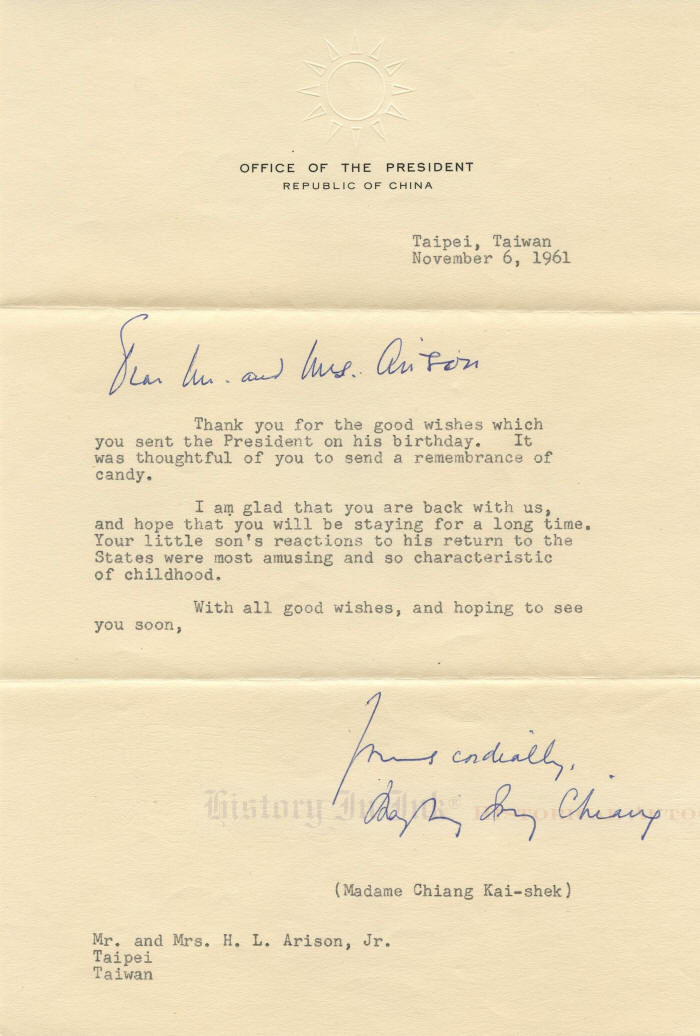 OFFICE OF THE PRESIDENT
REPUBLIC OF CHINA
Taipei, Taiwan
November 6, 1961
Dear Mr. and Mrs. Arison
Thank you for the good wishes which
you sent the President on his birthday. It
was thoughtful of you to send a remembrance of
candy.
I am glad that you are back with us,
and hope that you will be staying for a long time.
Your little son's reactions to his return to the
States were most amusing and so characteristic
of childhood.
With all good wishes, and hoping to see
you soon,
Yours cordially,
History In Ink®
Mayling Soong Chiang
(Madame Chiang Kai-shek)
Mr. and Mrs. H. L. Arison, Jr.
Taipei
Taiwan